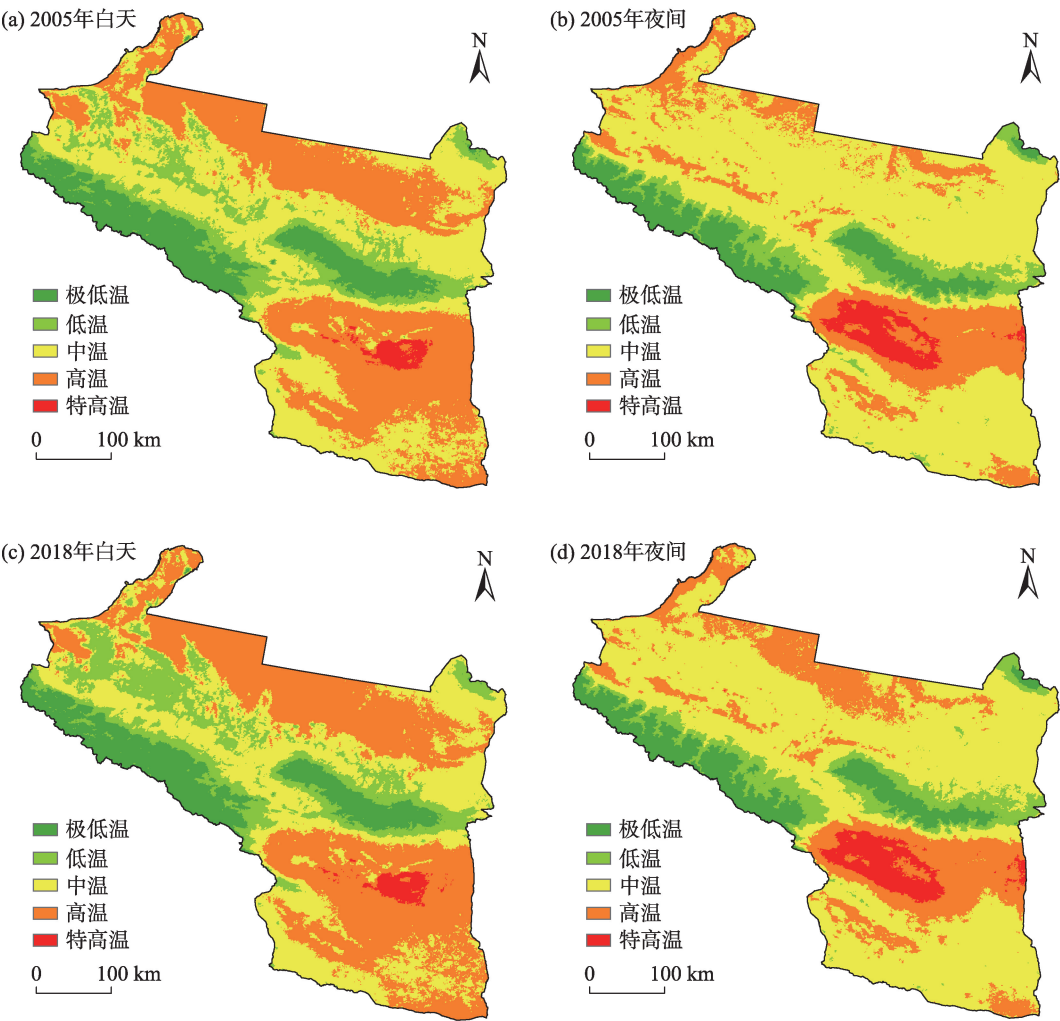 (a) 2005年白天
N
极低温
低温
中温
高温
特高温
0 100 km
(b) 2005年夜间
N
极低温
低温
中温
高温
特高温
0 100 km
(c) 2018年白天
N
极低温
低温
中温
高温
特高温
0 100 km
(d) 2018年夜间
N
极低温
低温
中温
高温
特高温
0 100 km